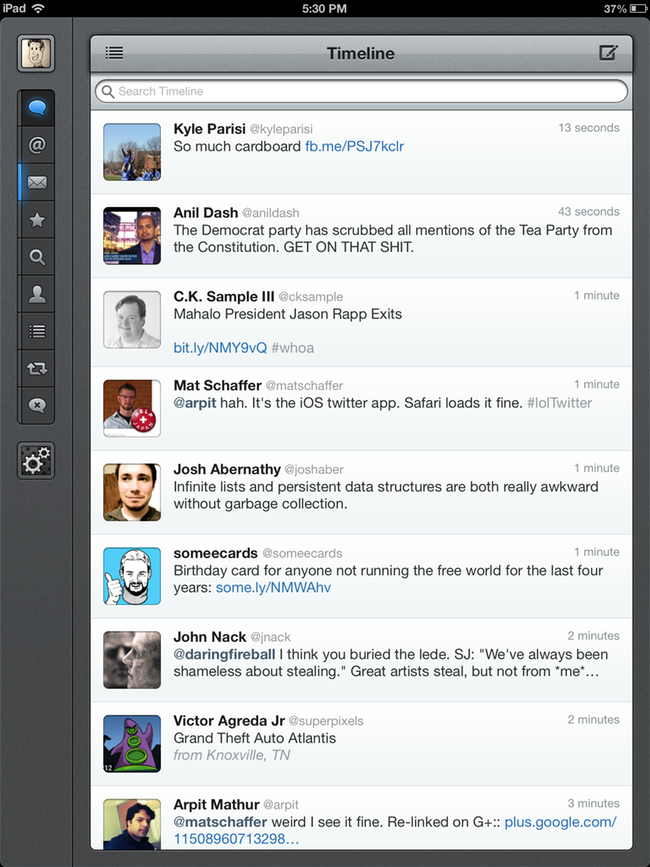 iPad 5:30 PM 37%
Timeline
Search Timeline
Kyle Parisi @kyleparisi 13 seconds
So much cardboard fb.me/PSJ7kclr
Anil Dash @anildash 43 seconds
The Democrat party has scrubbed all mentions of the Tea Party from
the Constitution. GET ON THAT SHIT.
C.K. Sample III @cksample 1 minute
Mahalo President Jason Rapp Exits
bit.ly/NMY9vQ #whoa
Mat Schaffer @matschaffer 1 minute
@arpit hah. It's the iOS twitter app. Safari loads it fine. #lolTwitter
Josh Abernathy @joshaber 1 minute
Infinite lists and persistent data structures are both really awkward
without garbage collection.
someecards @someecards 1 minute
Birthday card for anyone not running the free world for the last four
years: some.ly/NMWAhv
John Nack @jnack 2 minutes
@daringfireball I think you buried the lede. SJ: "We've always been
shameless about stealing." Great artists steal, but not from *me*…
Victor Agreda Jr @superpixels 2 minutes
Grand Theft Auto Atlantis
from Knoxville, TN
Arpit Mathur @arpit 3 minutes
@matschaffer weird I see it fine. Re-linked on G+:: plus.google.com/
11508960713298…